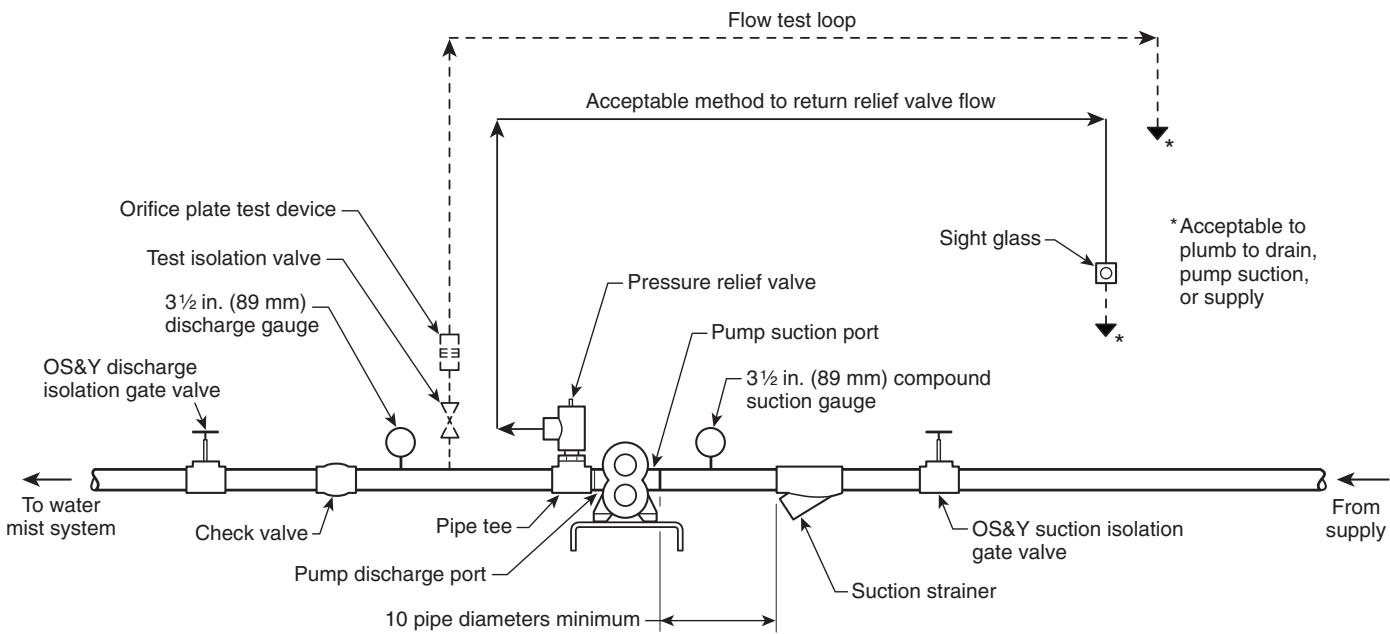 Flow test loop
Acceptable method to return relief valve flow
*
Orifice plate test device
Test isolation valve
3 ½ in. (89 mm)
discharge gauge
OS&Y discharge
isolation gate valve
Pressure relief valve
Pump suction port
3 ½ in. (89 mm) compound
suction gauge
Sight glass
*
* Acceptable to
plumb to drain,
pump suction,
or supply
To water
mist system
Check valve
Pipe tee
Pump discharge port
10 pipe diameters minimum
Suction strainer
OS&Y suction isolation
gate valve
From
supply